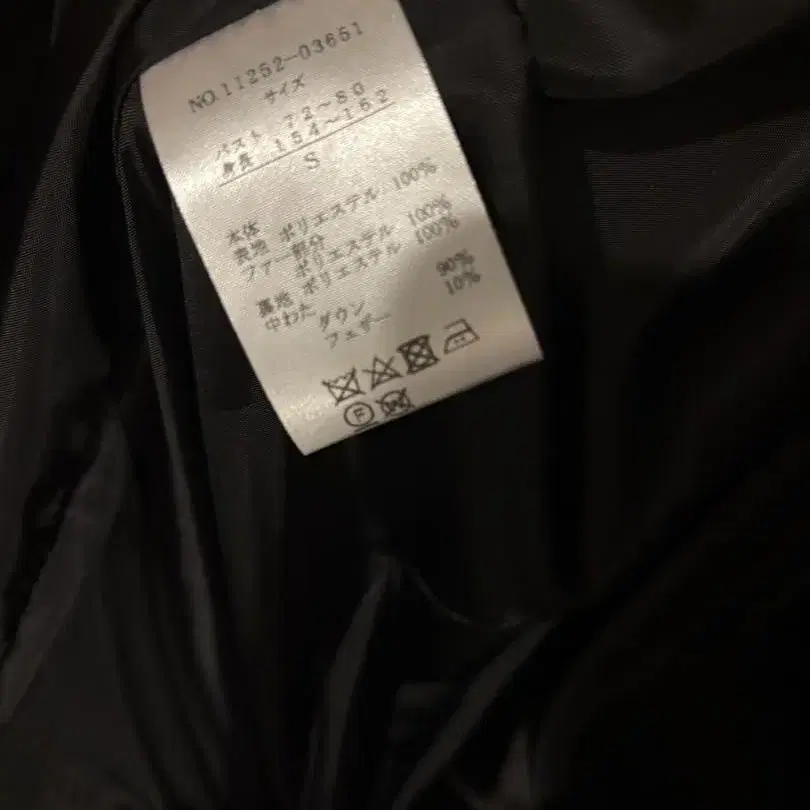 NO.11252-03651
サイズ
バスト 72~80
身長 154~162
S
本体
表地 ポリエステル 100%
ファー部分
ポリエステル 100%
裏地 ポリエステル 100%
中わた ダウン 90%
フェザー 10%
F
W